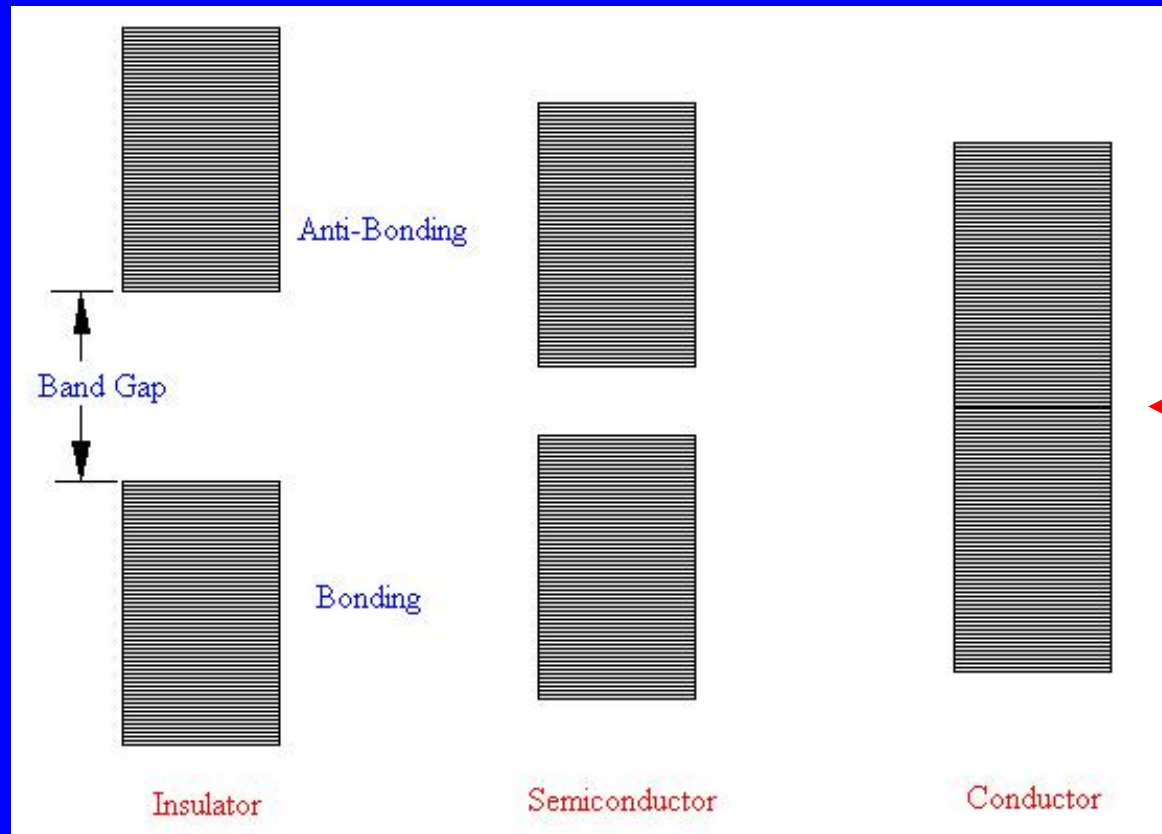 Anti-Bonding
Band Gap
Bonding
Insulator
Semiconductor
Conductor